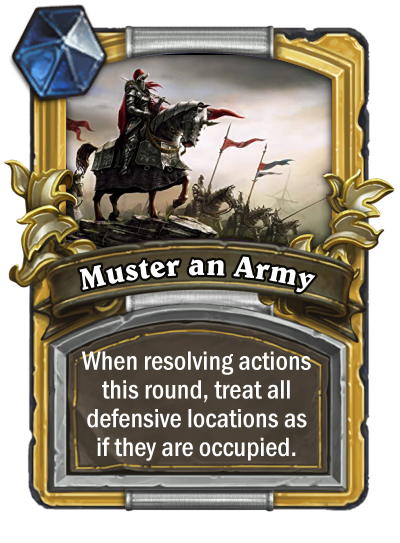 Muster an Army
When resolving actions
this round, treat all
defensive locations as
if they are occupied.